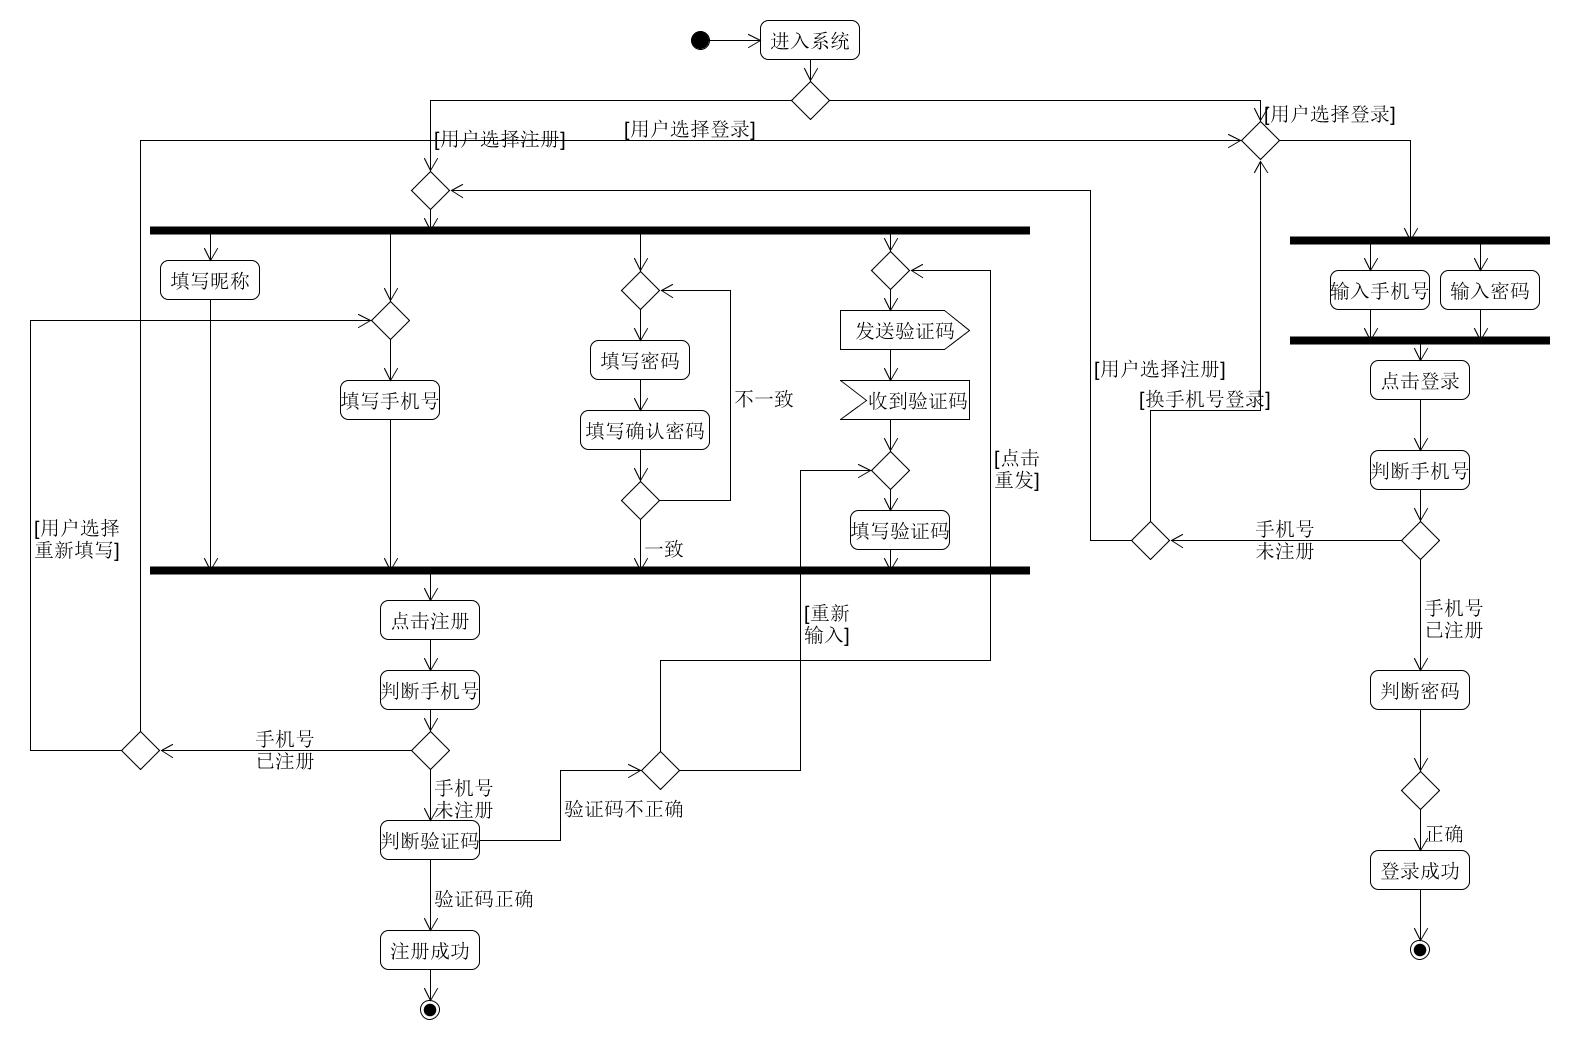 进入系统
[用户选择注册]
[用户选择登录]
[用户选择登录]
填写昵称
填写手机号
填写密码
填写确认密码
不一致
一致
发送验证码
收到验证码
填写验证码
[点击
重发]
[用户选择
重新填写]
点击注册
判断手机号
手机号
已注册
手机号
未注册
判断验证码
验证码不正确
[重新
输入]
验证码正确
注册成功
输入手机号
输入密码
点击登录
判断手机号
[用户选择注册]
[换手机号登录]
手机号
未注册
手机号
已注册
判断密码
正确
登录成功